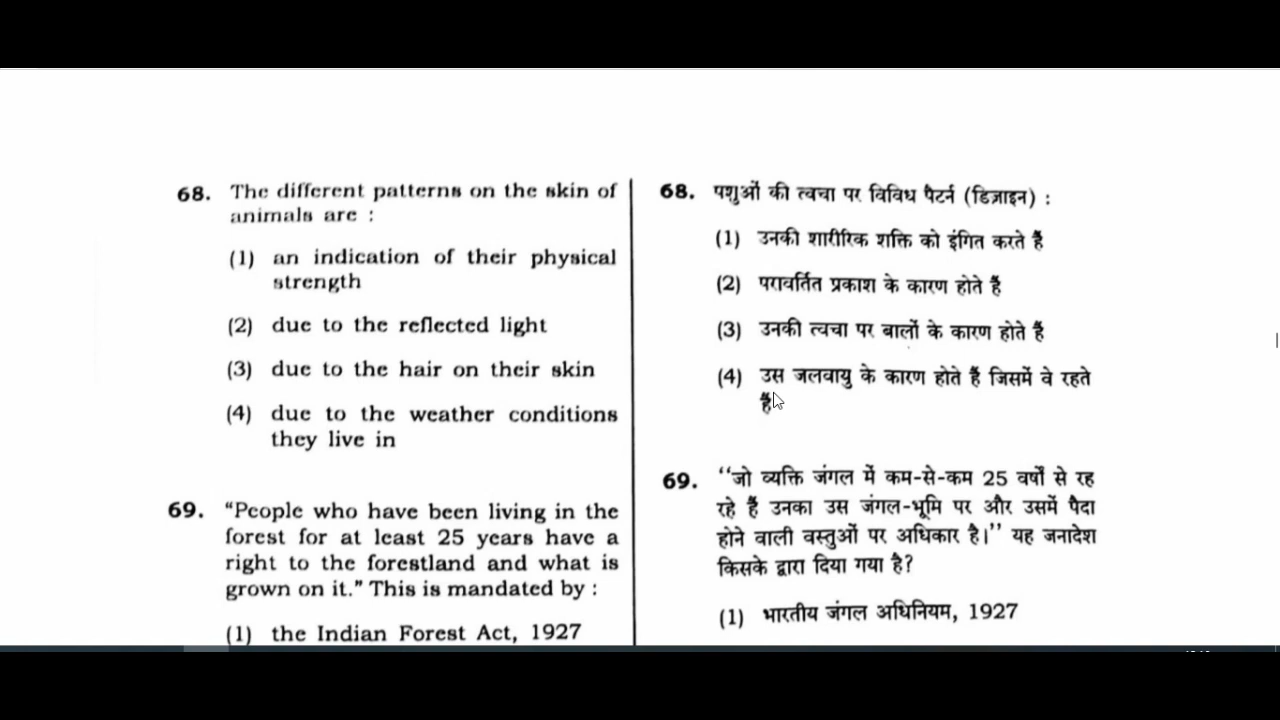 68. The different patterns on the skin of
animals are :
(1) an indication of their physical
strength
(2) due to the reflected light
(3) due to the hair on their skin
(4) due to the weather conditions
they live in
69. “People who have been living in the
forest for at least 25 years have a
right to the forestland and what is
grown on it.” This is mandated by :
(1) the Indian Forest Act, 1927
68. पशुओं की त्वचा पर विविध पैटर्न (डिज़ाइन) :
(1) उनकी शारीरिक शक्ति को इंगित करते हैं
(2) परावर्तित प्रकाश के कारण होते हैं
(3) उनकी त्वचा पर बालों के कारण होते हैं
(4) उस जलवायु के कारण होते हैं जिसमें वे रहते
हैं
69. ‘‘जो व्यक्ति जंगल में कम-से-कम 25 वर्षों से रह
रहे हैं उनका उस जंगल-भूमि पर और उसमें पैदा
होने वाली वस्तुओं पर अधिकार है।’’ यह जनादेश
किसके द्वारा दिया गया है?
(1) भारतीय जंगल अधिनियम, 1927